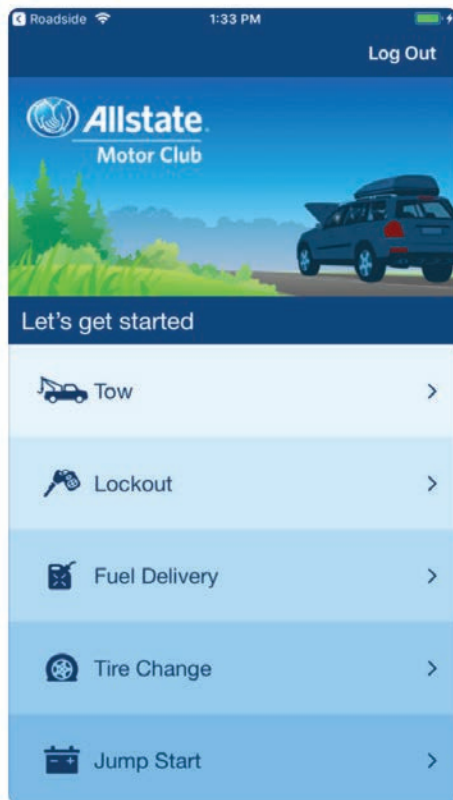 Roadside 1:33 PM
Log Out
Allstate.
Motor Club
Let's get started
Tow
Lockout
Fuel Delivery
Tire Change
Jump Start